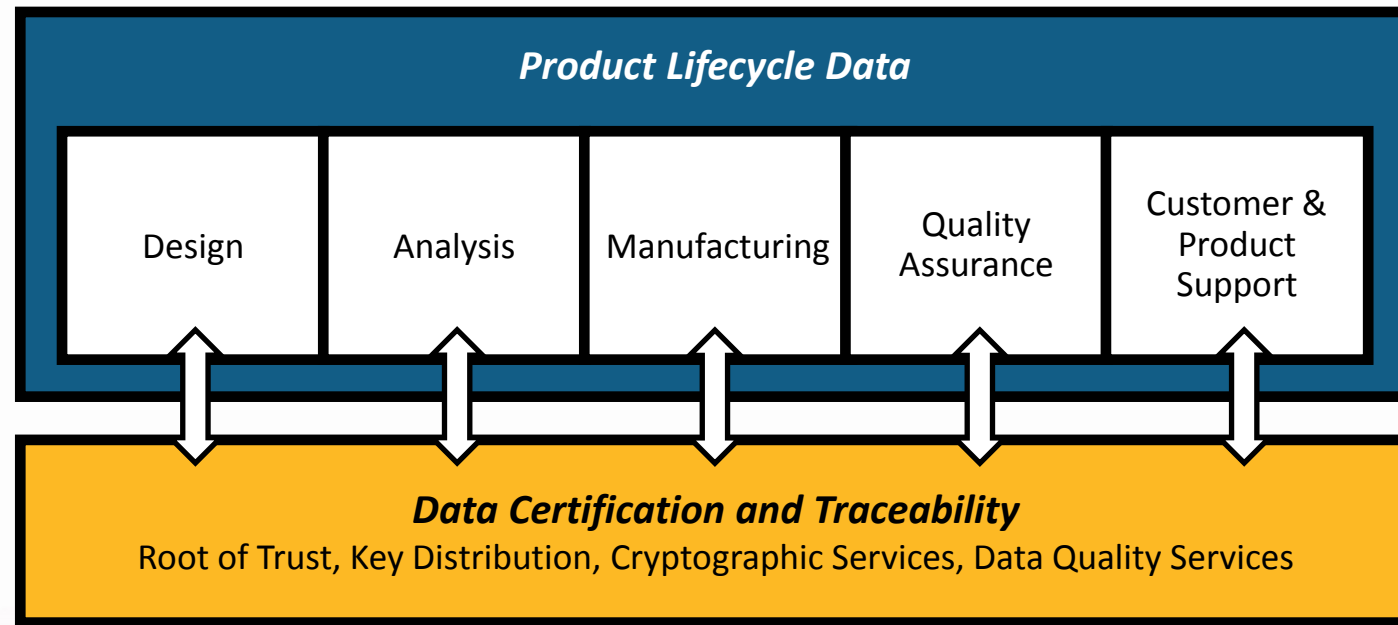 Product Lifecycle Data
Design
Analysis
Manufacturing
Quality
Assurance
Customer &
Product
Support
Data Certification and Traceability
Root of Trust, Key Distribution, Cryptographic Services, Data Quality Services